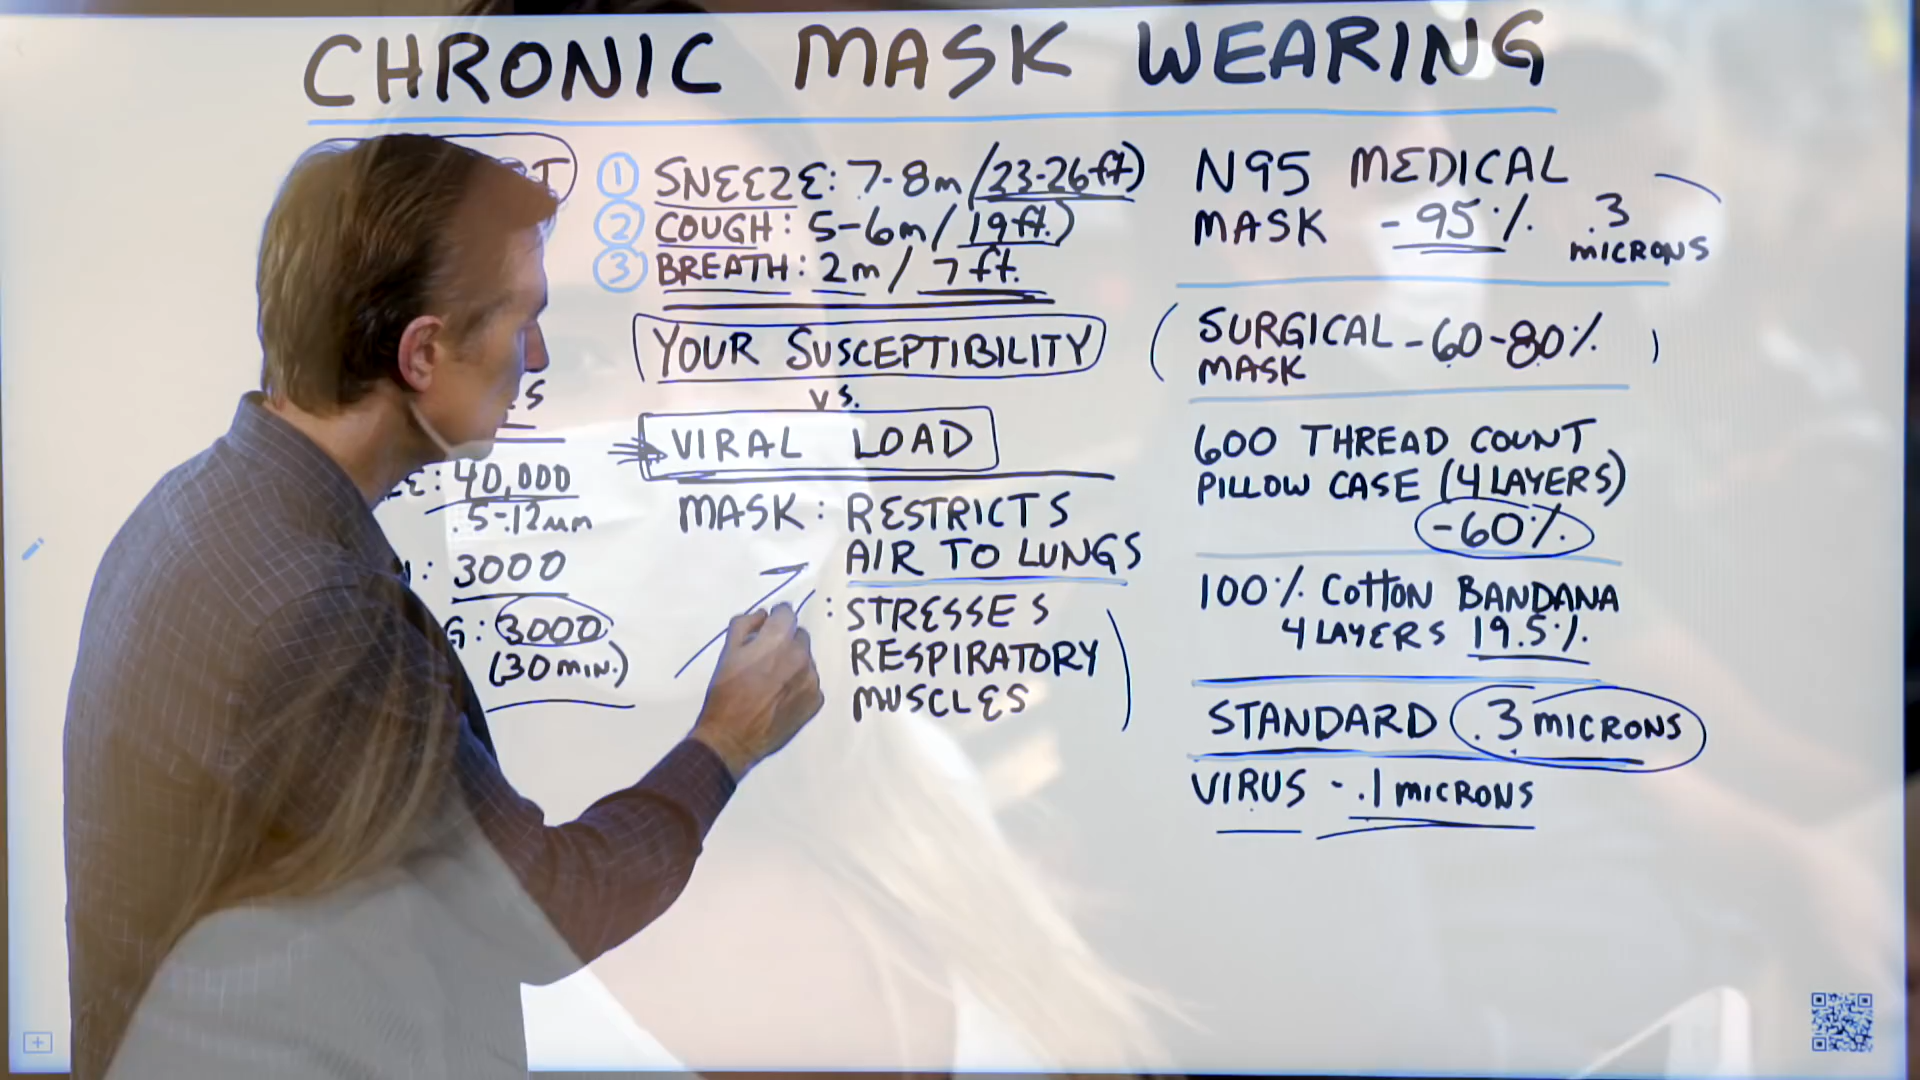 CHRONIC MASK WEARING
1 SNEEZE: 7-8m/(23-26ft)
2 COUGH: 5-6m/(19ft.)
3 BREATH: 2m/ 7ft.
YOUR SUSCEPTIBILITY
VS.
VIRAL LOAD
MASK: RESTRICTS
AIR TO LUNGS
: STRESSES
RESPIRATORY
MUSCLES
: 40,000
.5-12µm
: 3000
G: 3000
(30 MIN.)
N95 MEDICAL
MASK - 95% .3
MICRONS
(SURGICAL - 60-80%)
MASK
600 THREAD COUNT
PILLOW CASE (4 LAYERS)
-60%
100% COTTON BANDANA
4 LAYERS 19.5%
STANDARD .3 MICRONS
VIRUS - .1 MICRONS